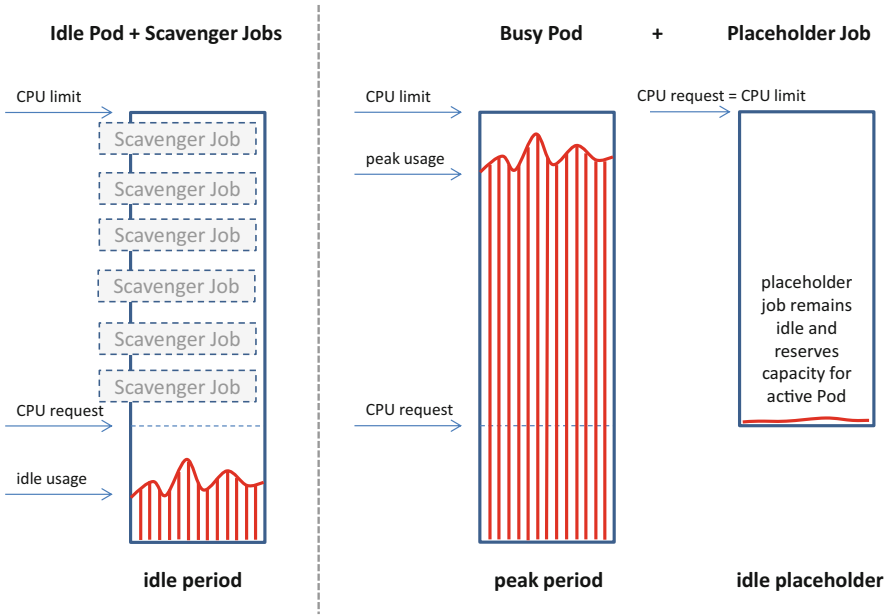 Idle Pod + Scavenger Jobs
CPU limit
Scavenger Job
Scavenger Job
Scavenger Job
Scavenger Job
Scavenger Job
Scavenger Job
CPU request
idle usage
idle period
Busy Pod + Placeholder Job
CPU limit
peak usage
CPU request
peak period
CPU request = CPU limit
placeholder
job remains
idle and
reserves
capacity for
active Pod
idle placeholder